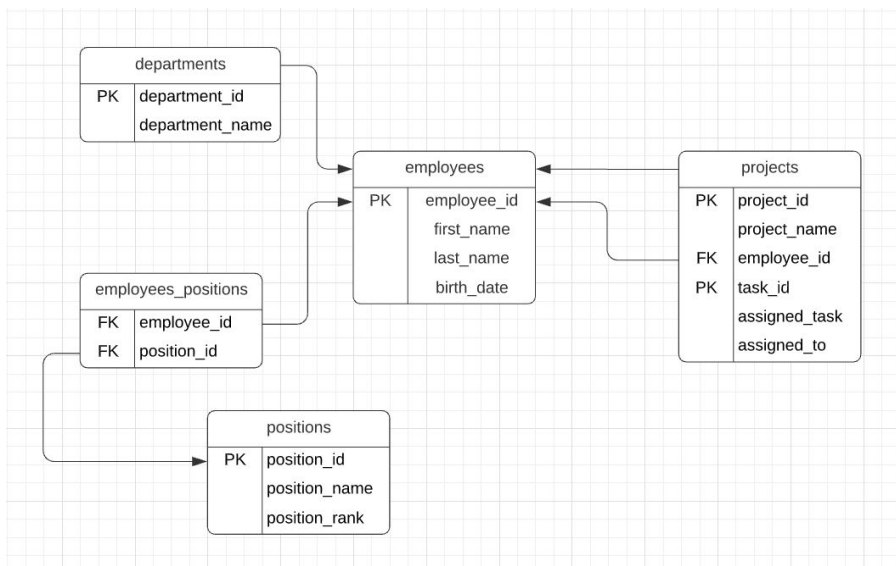 departments
PK department_id
department_name
employees
PK employee_id
first_name
last_name
birth_date
projects
PK project_id
project_name
FK employee_id
PK task_id
assigned_task
assigned_to
employees_positions
FK employee_id
FK position_id
positions
PK position_id
position_name
position_rank